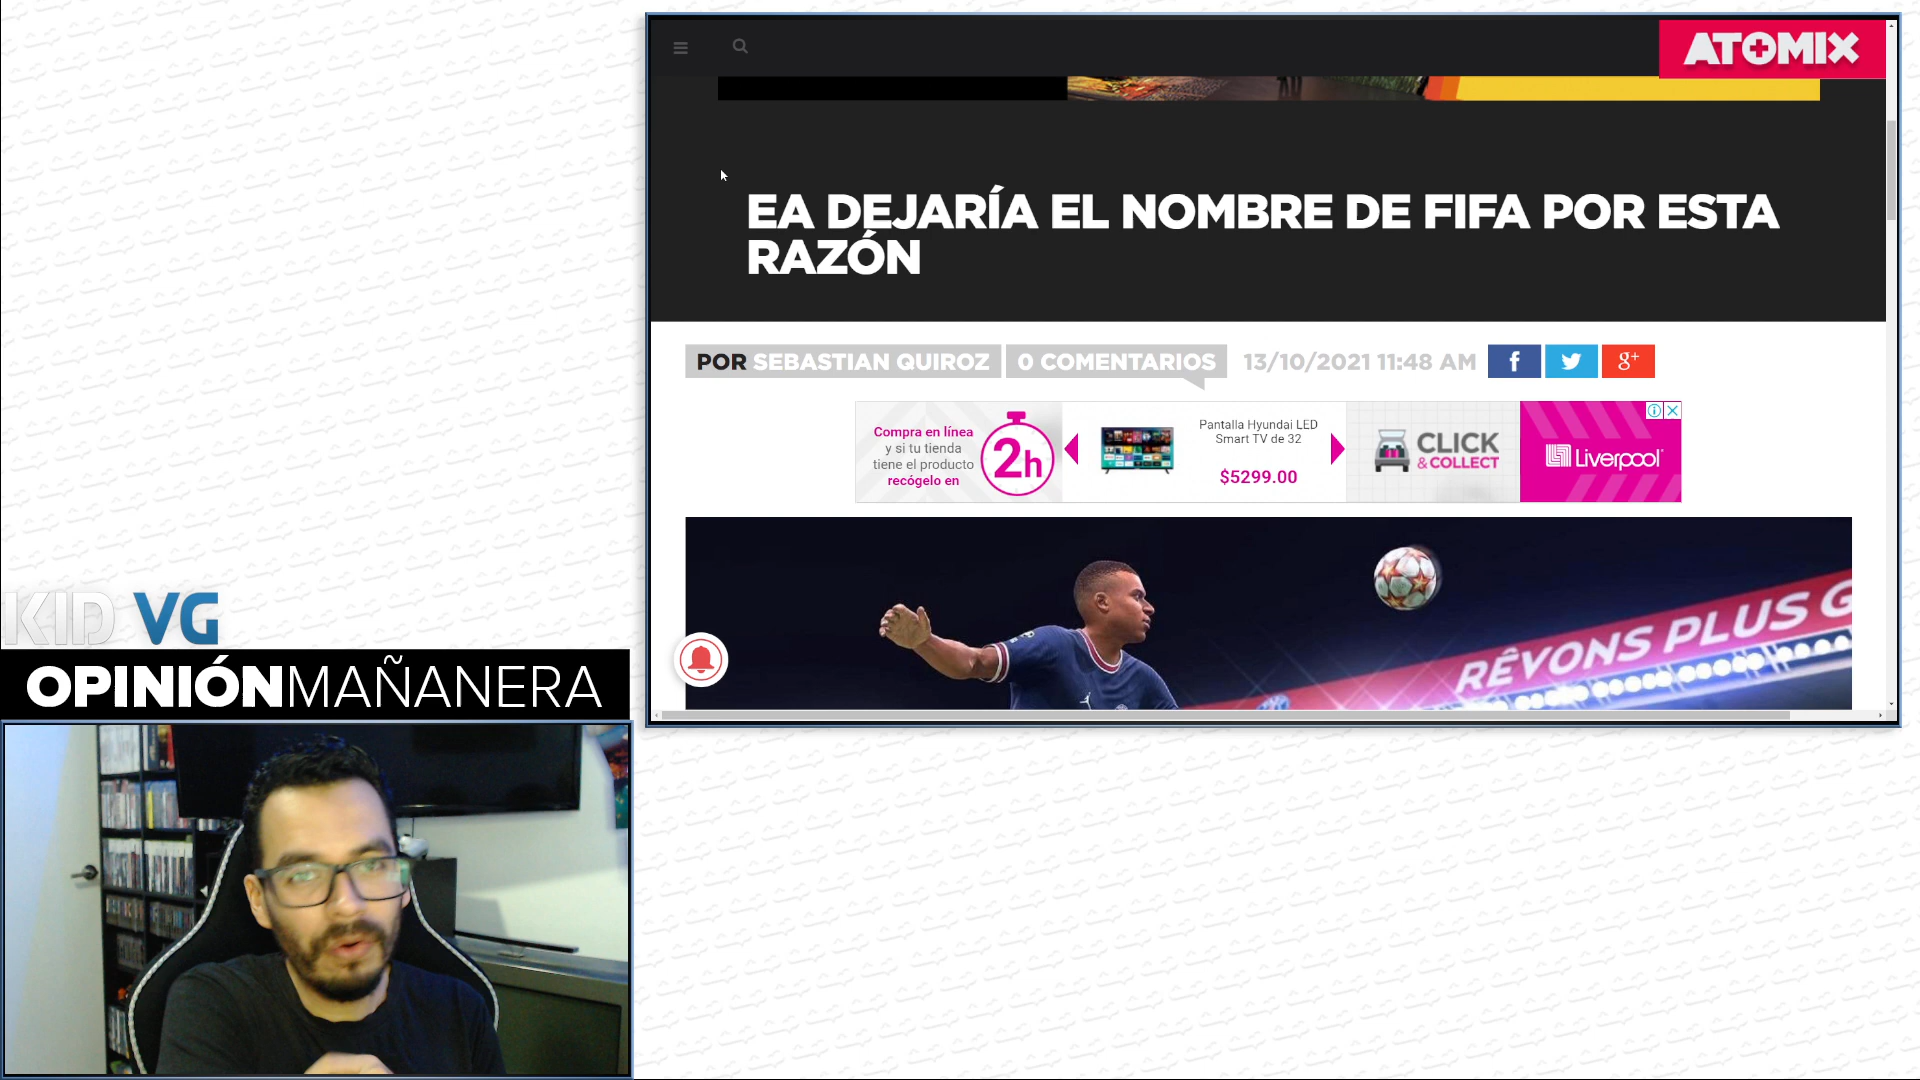 ATOMIX
EA DEJARÍA EL NOMBRE DE FIFA POR ESTA
RAZÓN
POR SEBASTIAN QUIROZ
0 COMENTARIOS
13/10/2021 11:48 AM
f
g+
Compra en línea
y si tu tienda
tiene el producto
recógelo en
2h
Pantalla Hyundai LED
Smart TV de 32
$5299.00
CLICK
& COLLECT
Liverpool
RÊVONS PLUS G
KID VG
OPINIÓNMAÑANERA